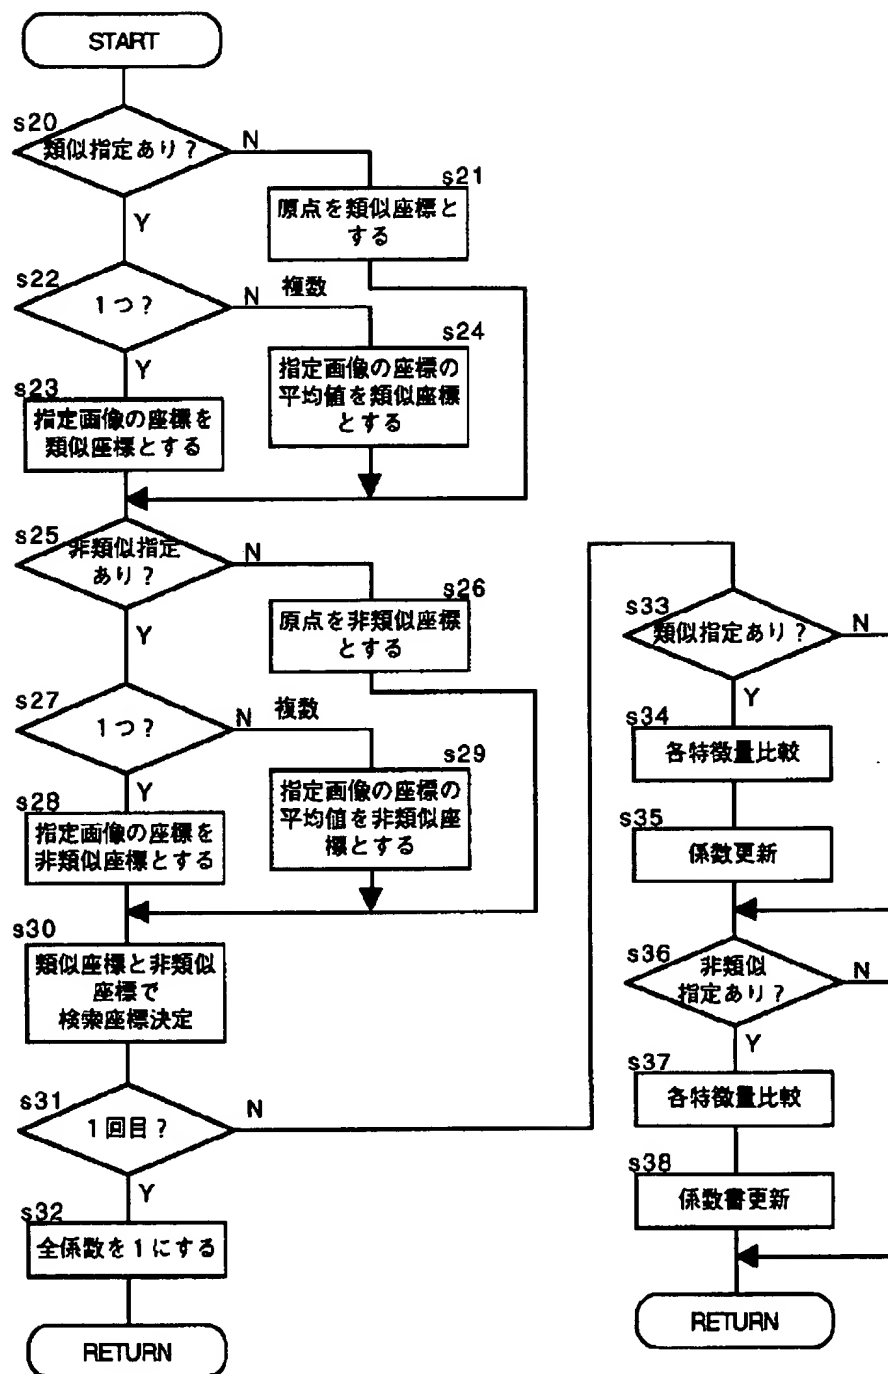 START
s20
類似指定あり?
N
Y
s21
原点を類似座標と
する
s22
1つ?
N
複数
Y
s23
指定画像の座標を
類似座標とする
s24
指定画像の座標の
平均値を類似座標
とする
s25
非類似指定
あり?
N
Y
s26
原点を非類似座標
とする
s27
1つ?
N
複数
Y
s28
指定画像の座標を
非類似座標とする
s29
指定画像の座標の
平均値を非類似座
標とする
s30
類似座標と非類似
座標で
検索座標決定
s31
1回目?
N
Y
s32
全係数を1にする
RETURN
s33
類似指定あり?
N
Y
s34
各特徴量比較
s35
係数更新
s36
非類似
指定あり?
N
Y
s37
各特徴量比較
s38
係数書更新
RETURN